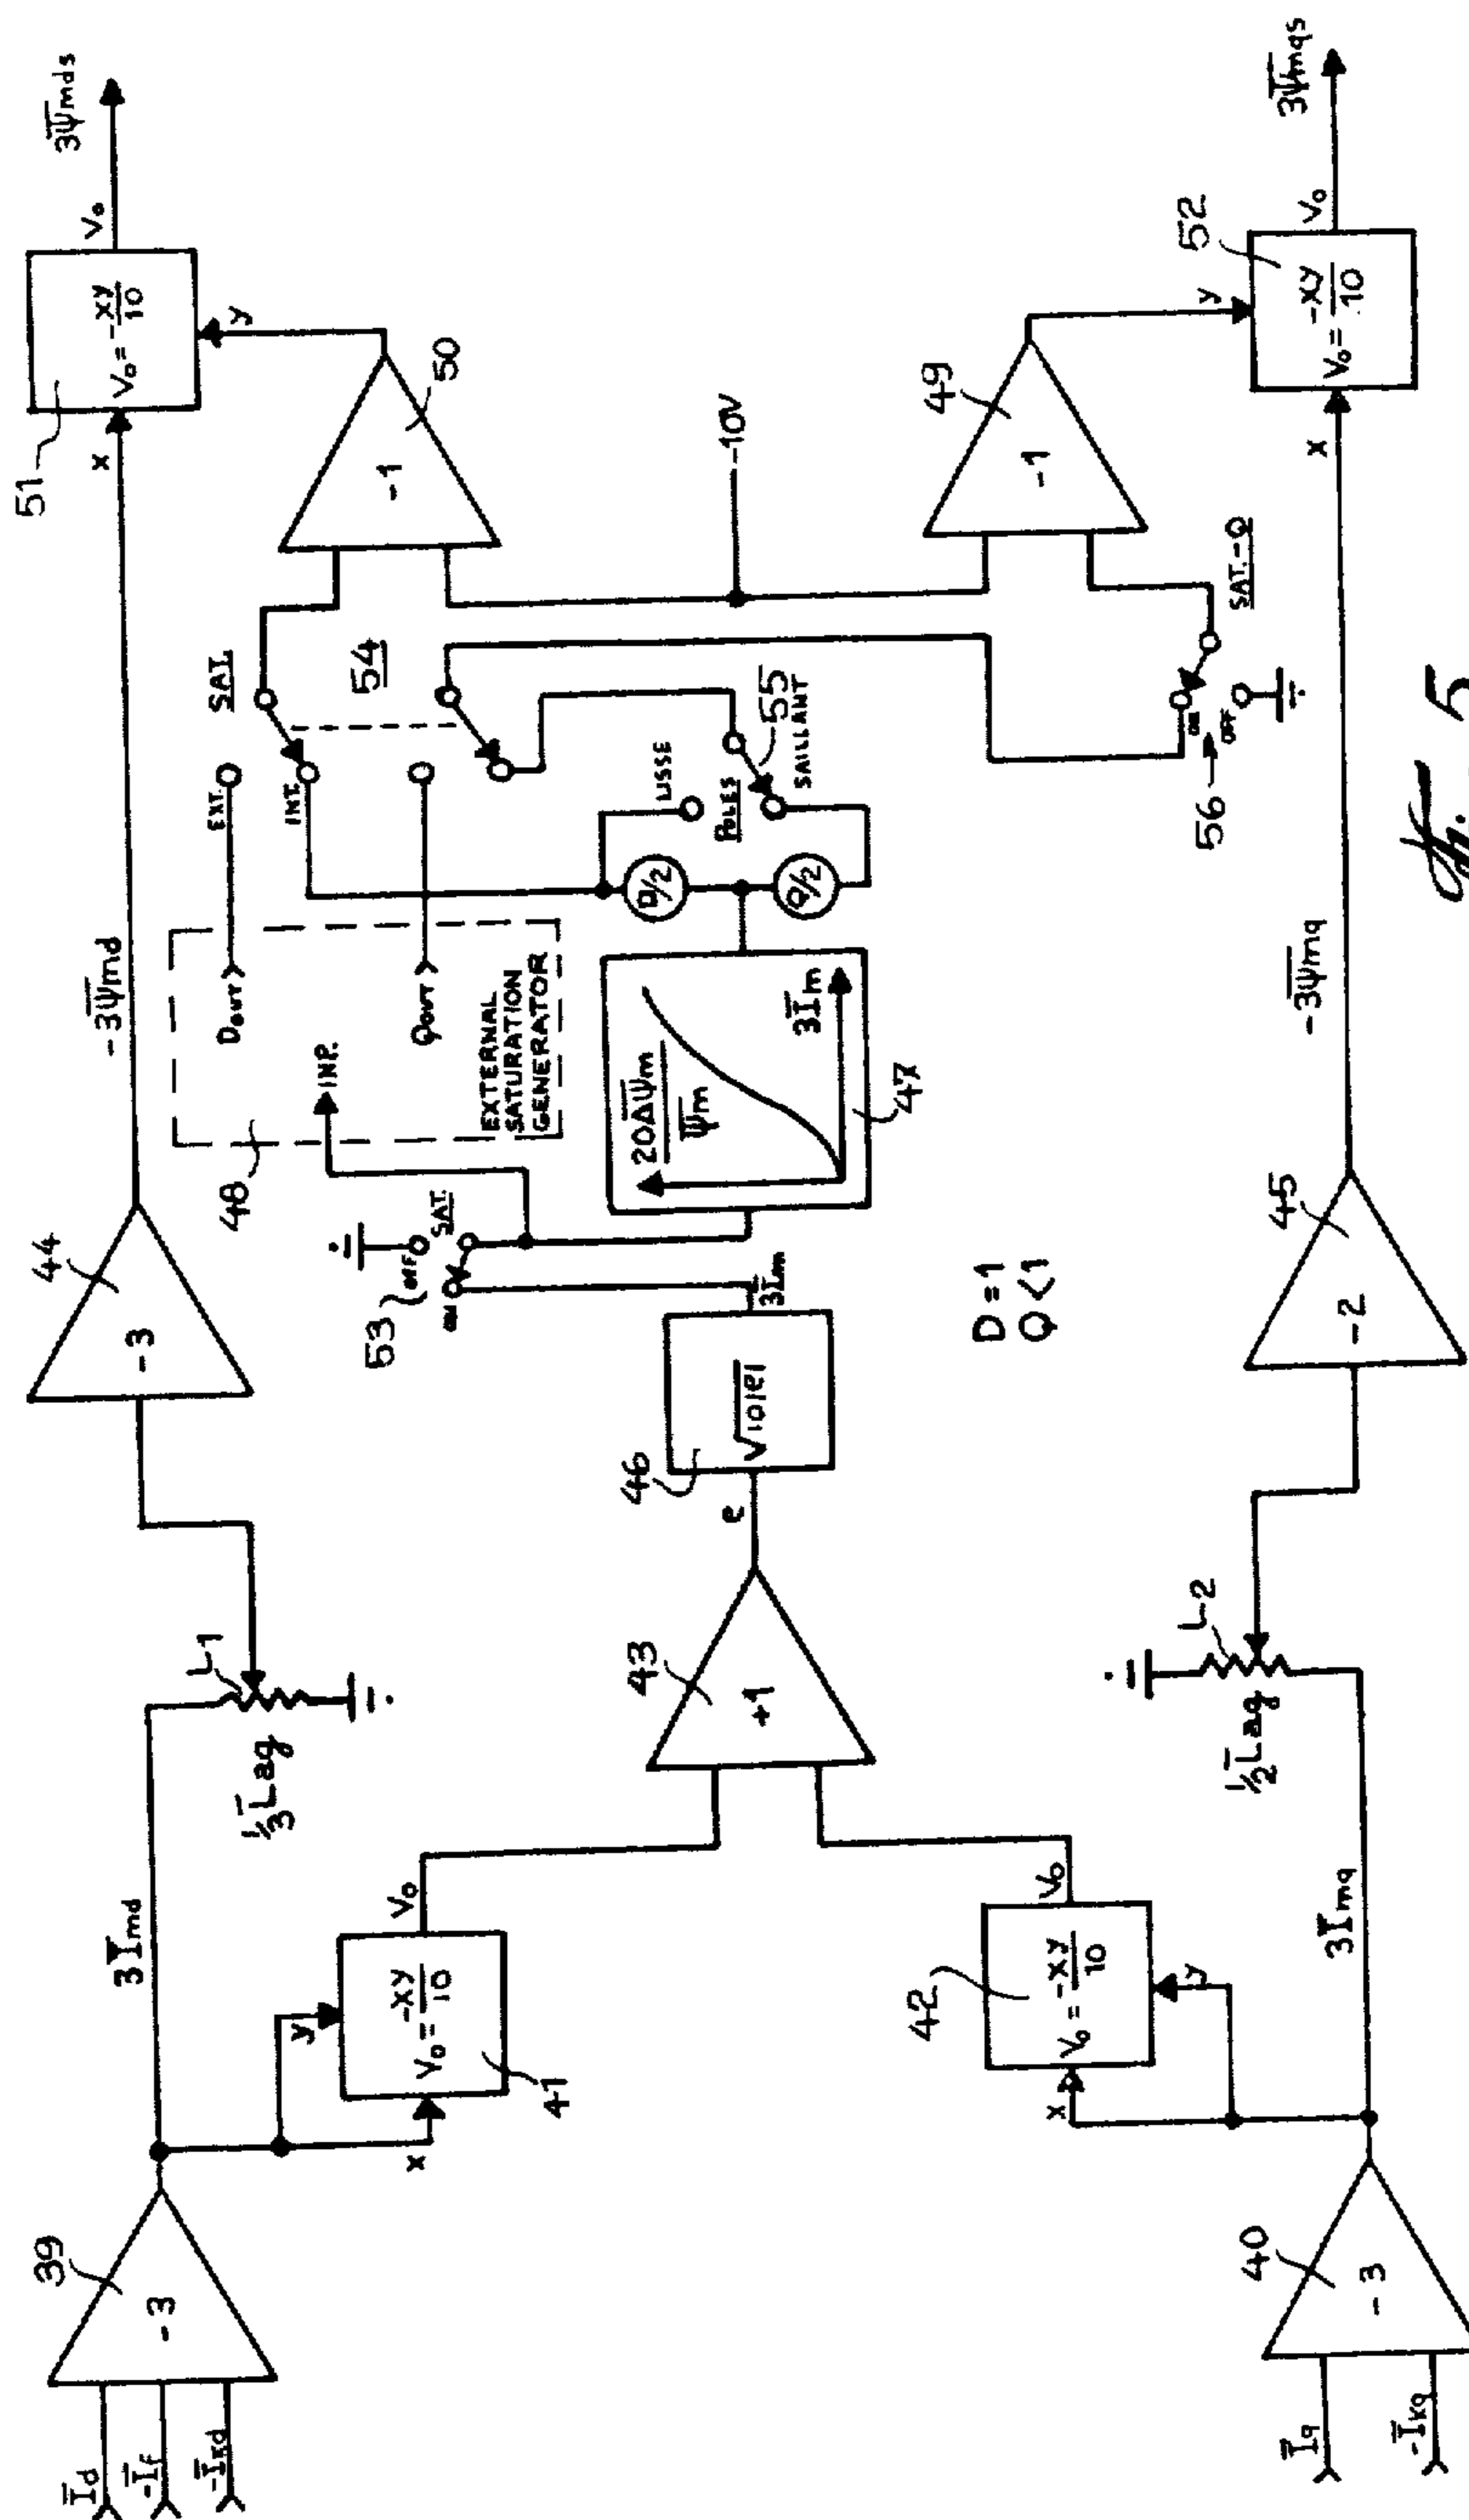 Īd
-Īf
-Īkd
39
-3
3Īmd
x
y
V₀ = -xy/10
41
V₀
1/3 L̄ag
L1
44
-3
-3Ψ̄md
x
51
V₀ = -xy/10
y
V₀
3Ψ̄mds
43
+1
e
46
√10|e|
3Īm
53
OFF
ON
SAT.
48
INP.
DOUT
QOUT
EXTERNAL
SATURATION
GENERATOR
20ΔΨ̄m
Ψ̄m
3Īm
47
D/2
Q/2
EXT.
INT.
SAT.
54
LISSE
POLES
SAILLANT
55
50
-1
-10V
49
-1
56
ON
OFF
SAT.-Q
D = 1
Q < 1
Īq
-Īkq
40
-3
3Īmq
x
y
V₀ = -xy/10
42
V₀
1/2 L̄ag
L2
45
-2
-3Ψ̄mq
x
52
V₀ = -xy/10
y
V₀
3Ψ̄mqs
5